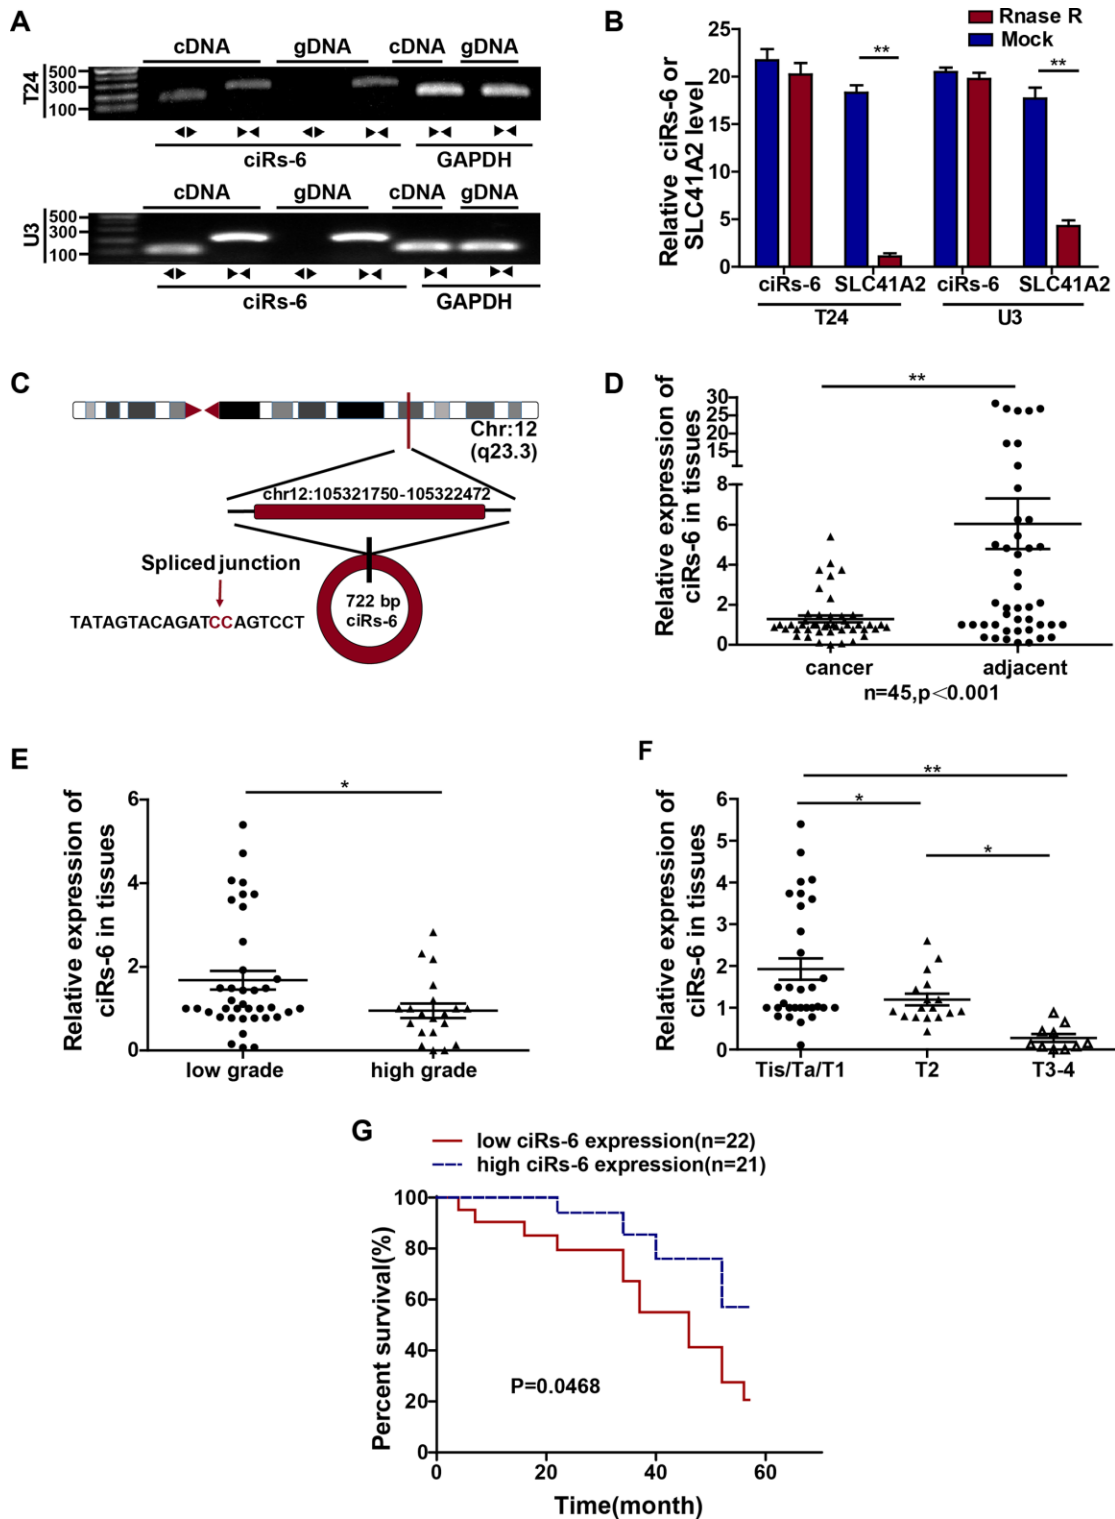 A
cDNA gDNA cDNA gDNA
T24
500
300
100
ciRs-6 GAPDH
cDNA gDNA cDNA gDNA
U3
500
300
100
ciRs-6 GAPDH
B
Rnase R
Mock
Relative ciRs-6 or
SLC41A2 level
25
20
15
10
5
0
** **
ciRs-6 SLC41A2 ciRs-6 SLC41A2
T24 U3
C
Chr:12
(q23.3)
chr12:105321750-105322472
Spliced junction
TATAGTACAGATCCAGTCCT
722 bp
ciRs-6
D
Relative expression of
ciRs-6 in tissues
**
30
25
20
15
10
8
6
4
2
0
cancer adjacent
n=45,p<0.001
E
Relative expression of
ciRs-6 in tissues
*
6
4
2
0
low grade high grade
F
Relative expression of
ciRs-6 in tissues
**
*
*
6
5
4
3
2
1
0
Tis/Ta/T1 T2 T3-4
G
low ciRs-6 expression(n=22)
high ciRs-6 expression(n=21)
Percent survival(%)
100
80
60
40
20
0
P=0.0468
0 20 40 60
Time(month)